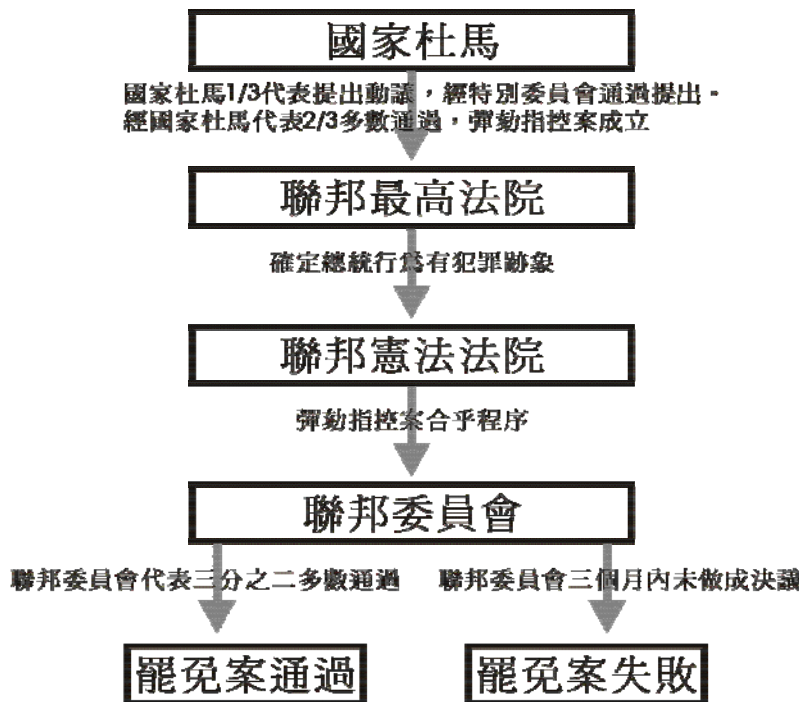 國家杜馬
國家杜馬1/3代表提出動議，經特別委員會通過提出。
經國家杜馬代表2/3多數通過，彈劾指控案成立
聯邦最高法院
確定總統行為有犯罪跡象
聯邦憲法法院
彈劾指控案合乎程序
聯邦委員會
聯邦委員會代表三分之二多數通過
聯邦委員會三個月內未做成決議
罷免案通過
罷免案失敗